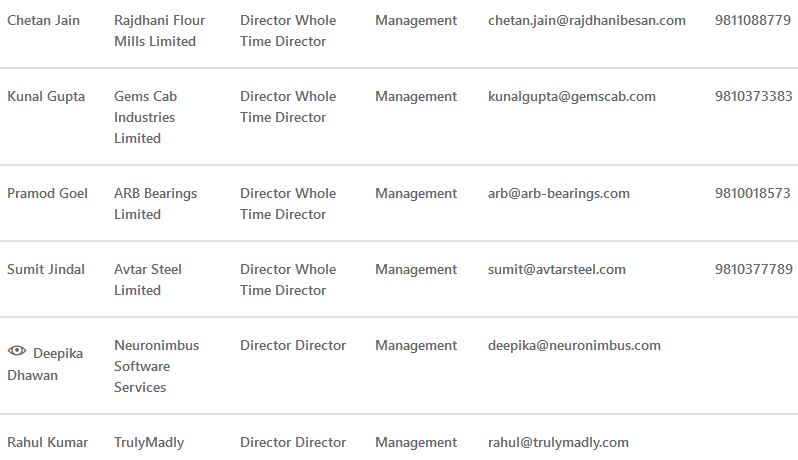 Chetan Jain Rajdhani Flour Director Whole Management chetan.jain@rajdhanibesan.com 9811088779
Mills Limited Time Director
Kunal Gupta Gems Cab Director Whole Management kunalgupta@gemscab.com 9810373383
Industries Time Director
Limited
Pramod Goel ARB Bearings Director Whole Management arb@arb-bearings.com 9810018573
Limited Time Director
Sumit Jindal Avtar Steel Director Whole Management sumit@avtarsteel.com 9810377789
Limited Time Director
Deepika Neuronimbus Director Director Management deepika@neuronimbus.com
Dhawan Software
Services
Rahul Kumar TrulyMadly Director Director Management rahul@trulymadly.com